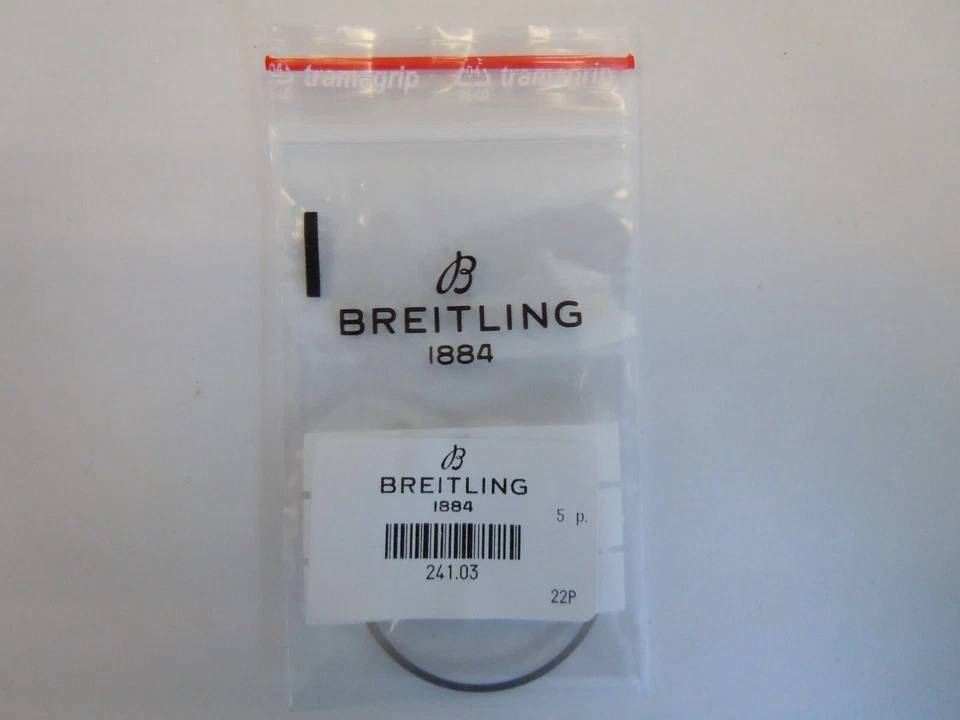 tramagrip tramagrip
B
BREITLING
1884
B
BREITLING
1884
5 p.
241.03
22P